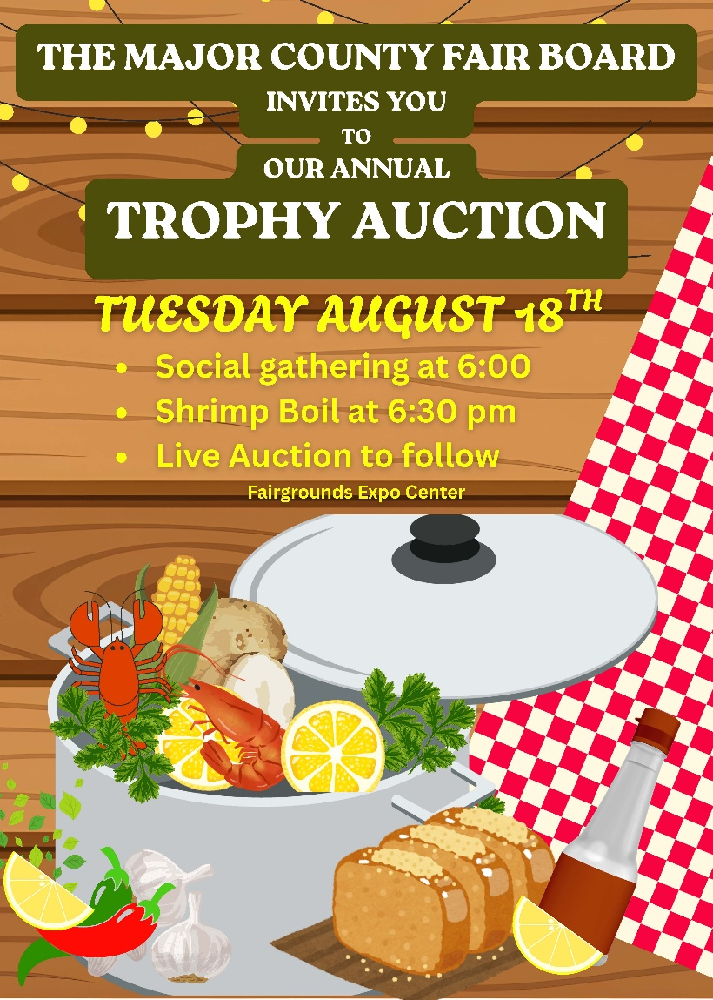 THE MAJOR COUNTY FAIR BOARD
INVITES YOU
TO
OUR ANNUAL
TROPHY AUCTION
TUESDAY AUGUST 18TH
• Social gathering at 6:00
• Shrimp Boil at 6:30 pm
• Live Auction to follow
Fairgrounds Expo Center